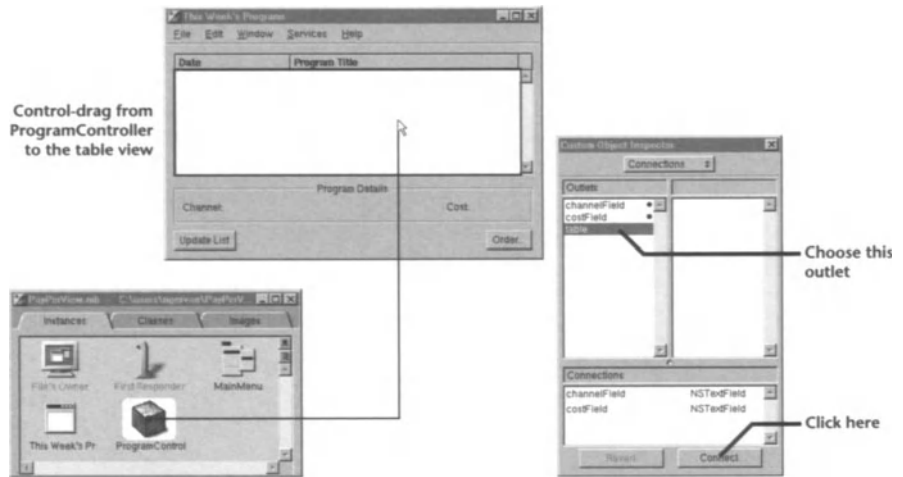 This Week's Programs
File Edit Window Services Help
Date Program Title
Control-drag from
ProgramController
to the table view
Program Details
Channel: Cost:
Update List Order...
PayPerView.nib
Instances Classes Images
File's Owner First Responder MainMenu
This Week's Pr ProgramControl
Custom Object Inspector
Connections
Outlets
channelField
costField
table
Choose this
outlet
Connections
channelField NSTextField
costField NSTextField
Click here
Revert Connect